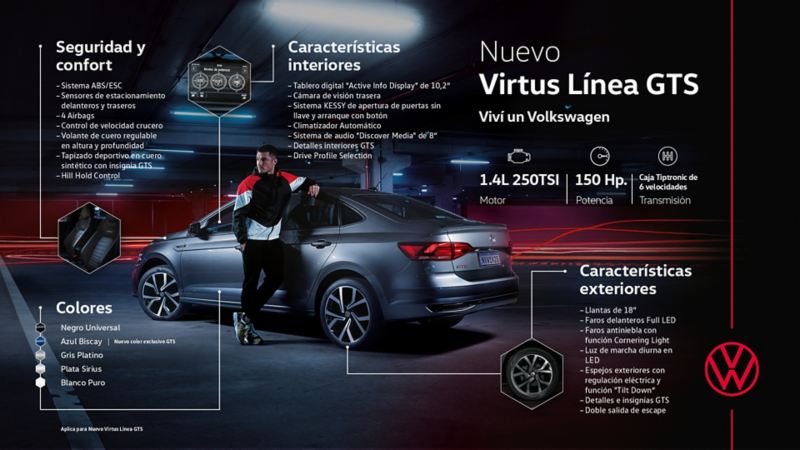 Seguridad y
confort
- Sistema ABS/ESC
- Sensores de estacionamiento
delanteros y traseros
- 4 Airbags
- Control de velocidad crucero
- Volante de cuero regulable
en altura y profundidad
- Tapizado deportivo en cuero
sintético con insignia GTS
- Hill Hold Control
Características
interiores
- Tablero digital "Active Info Display" de 10,2"
- Cámara de visión trasera
- Sistema KESSY de apertura de puertas sin
llave y arranque con botón
- Climatizador Automático
- Sistema de audio "Discover Media" de 8"
- Detalles interiores GTS
- Drive Profile Selection
Nuevo
Virtus Línea GTS
Viví un Volkswagen
1.4L 250TSI
Motor
150 Hp.
Potencia
Caja Tiptronic de
6 velocidades
Transmisión
Colores
Negro Universal
Azul Biscay | Nuevo color exclusivo GTS
Gris Platino
Plata Sirius
Blanco Puro
Características
exteriores
- Llantas de 18"
- Faros delanteros Full LED
- Faros antiniebla con
función Cornering Light
- Luz de marcha diurna en
LED
- Espejos exteriores con
regulación eléctrica y
función "Tilt Down"
- Detalles e insignias GTS
- Doble salida de escape
Aplica para Nuevo Virtus Línea GTS